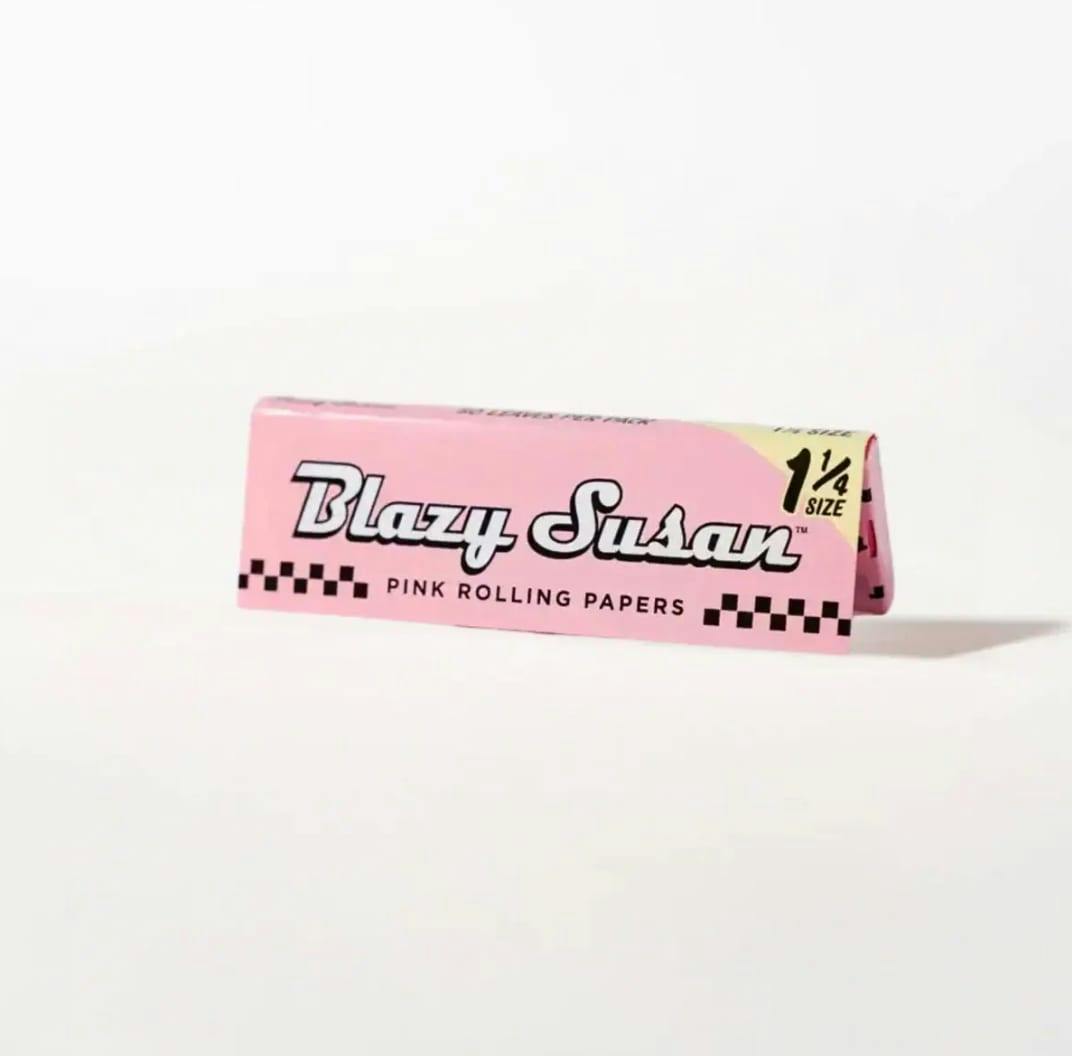 50 LEAVES PER PACK
1¼ SIZE
1¼
SIZE
Blazy Susan™
PINK ROLLING PAPERS